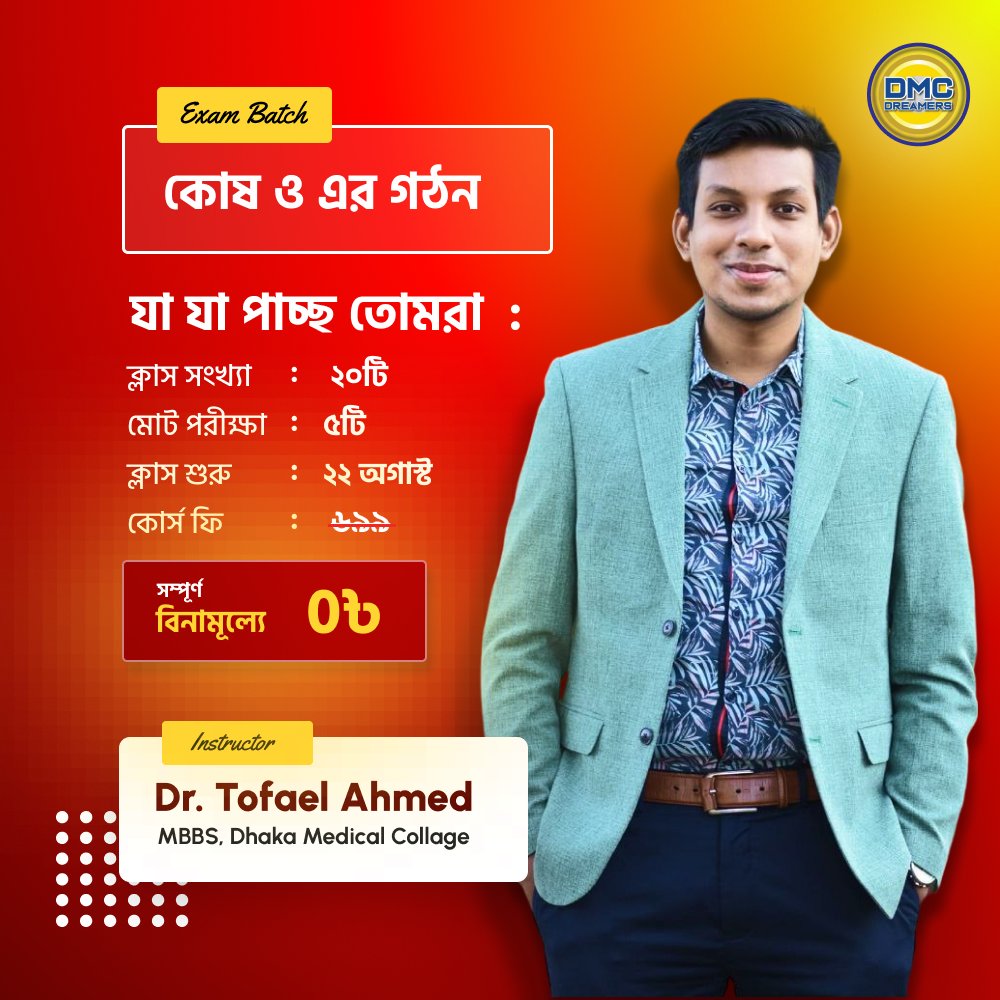 DMC
DREAMERS
Exam Batch
কোষ ও এর গঠন
যা যা পাচ্ছ তোমরা :
ক্লাস সংখ্যা : ২০টি
মোট পরীক্ষা : ৫টি
ক্লাস শুরু : ২২ অগাস্ট
কোর্স ফি : ৬৯৯
সম্পূর্ণ
বিনামূল্যে 0৳
Instructor
Dr. Tofael Ahmed
MBBS, Dhaka Medical Collage